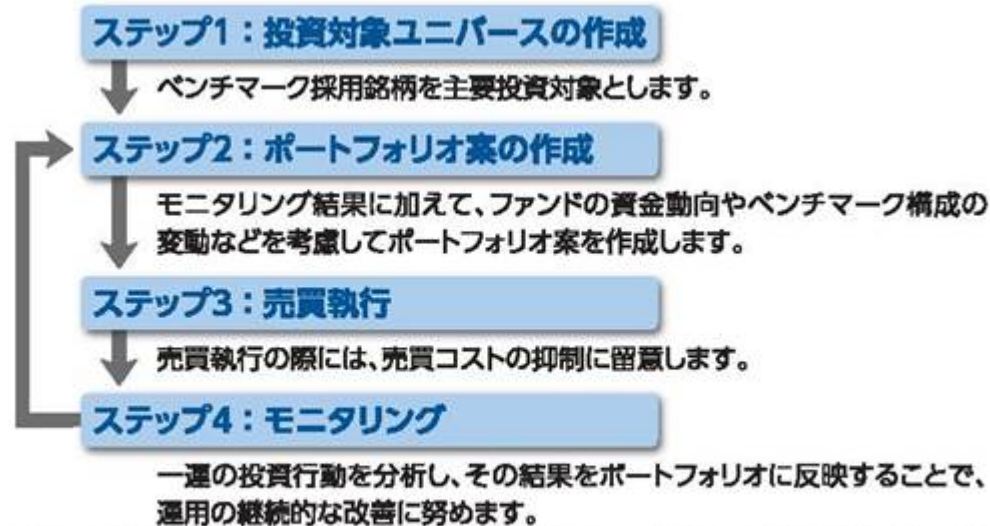 ステップ1：投資対象ユニバースの作成
ベンチマーク採用銘柄を主要投資対象とします。
ステップ2：ポートフォリオ案の作成
モニタリング結果に加えて、ファンドの資金動向やベンチマーク構成の
変動などを考慮してポートフォリオ案を作成します。
ステップ3：売買執行
売買執行の際には、売買コストの抑制に留意します。
ステップ4：モニタリング
一連の投資行動を分析し、その結果をポートフォリオに反映することで、
運用の継続的な改善に努めます。